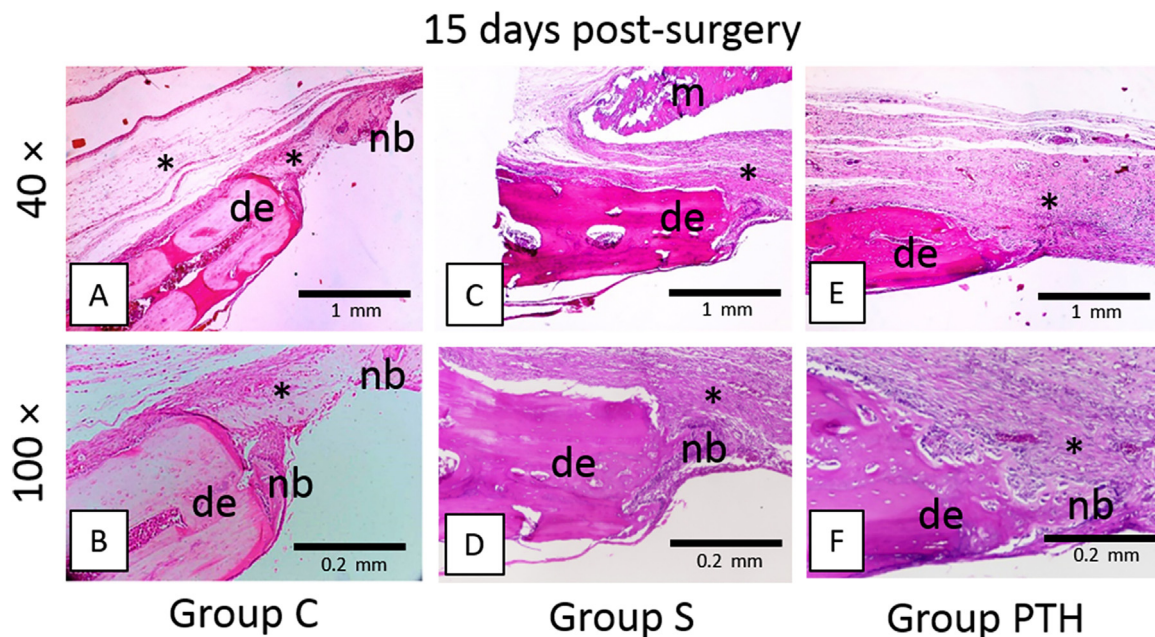 15 days post-surgery
40 ×
* * nb
de
A
1 mm
m
*
de
C
1 mm
*
de
E
1 mm
100 ×
nb
*
nb
de
B
0.2 mm
*
nb
de
D
0.2 mm
*
nb
de
F
0.2 mm
Group C
Group S
Group PTH